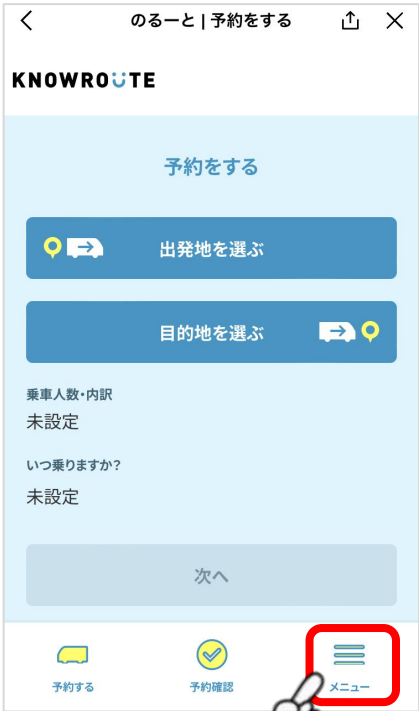 のるーと | 予約をする
KNOWROUTE
予約をする
出発地を選ぶ
目的地を選ぶ
乗車人数・内訳
未設定
いつ乗りますか?
未設定
次へ
予約する
予約確認
メニュー